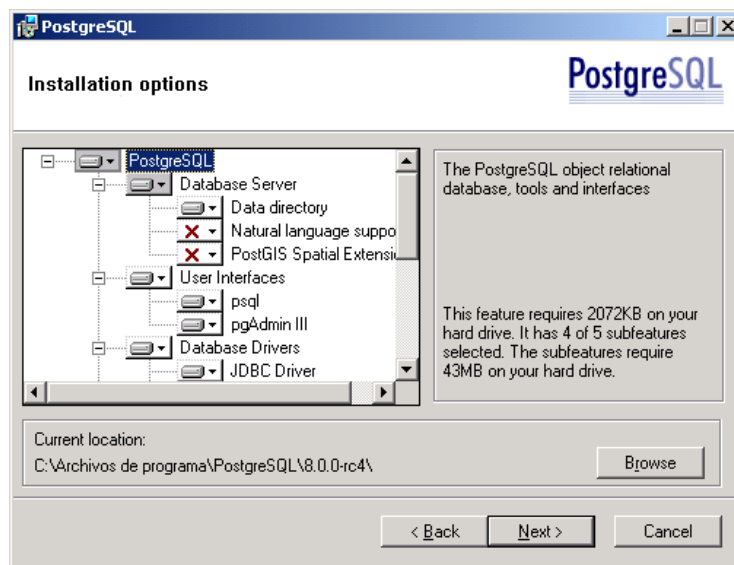 PostgreSQL
Installation options
PostgreSQL
PostgreSQL
Database Server
Data directory
Natural language suppo
PostGIS Spatial Extensi
User Interfaces
psql
pgAdmin III
Database Drivers
JDBC Driver
The PostgreSQL object relational
database, tools and interfaces
This feature requires 2072KB on your
hard drive. It has 4 of 5 subfeatures
selected. The subfeatures require
43MB on your hard drive.
Current location:
C:\Archivos de programa\PostgreSQL\8.0.0-rc4\
Browse
< Back
Next >
Cancel